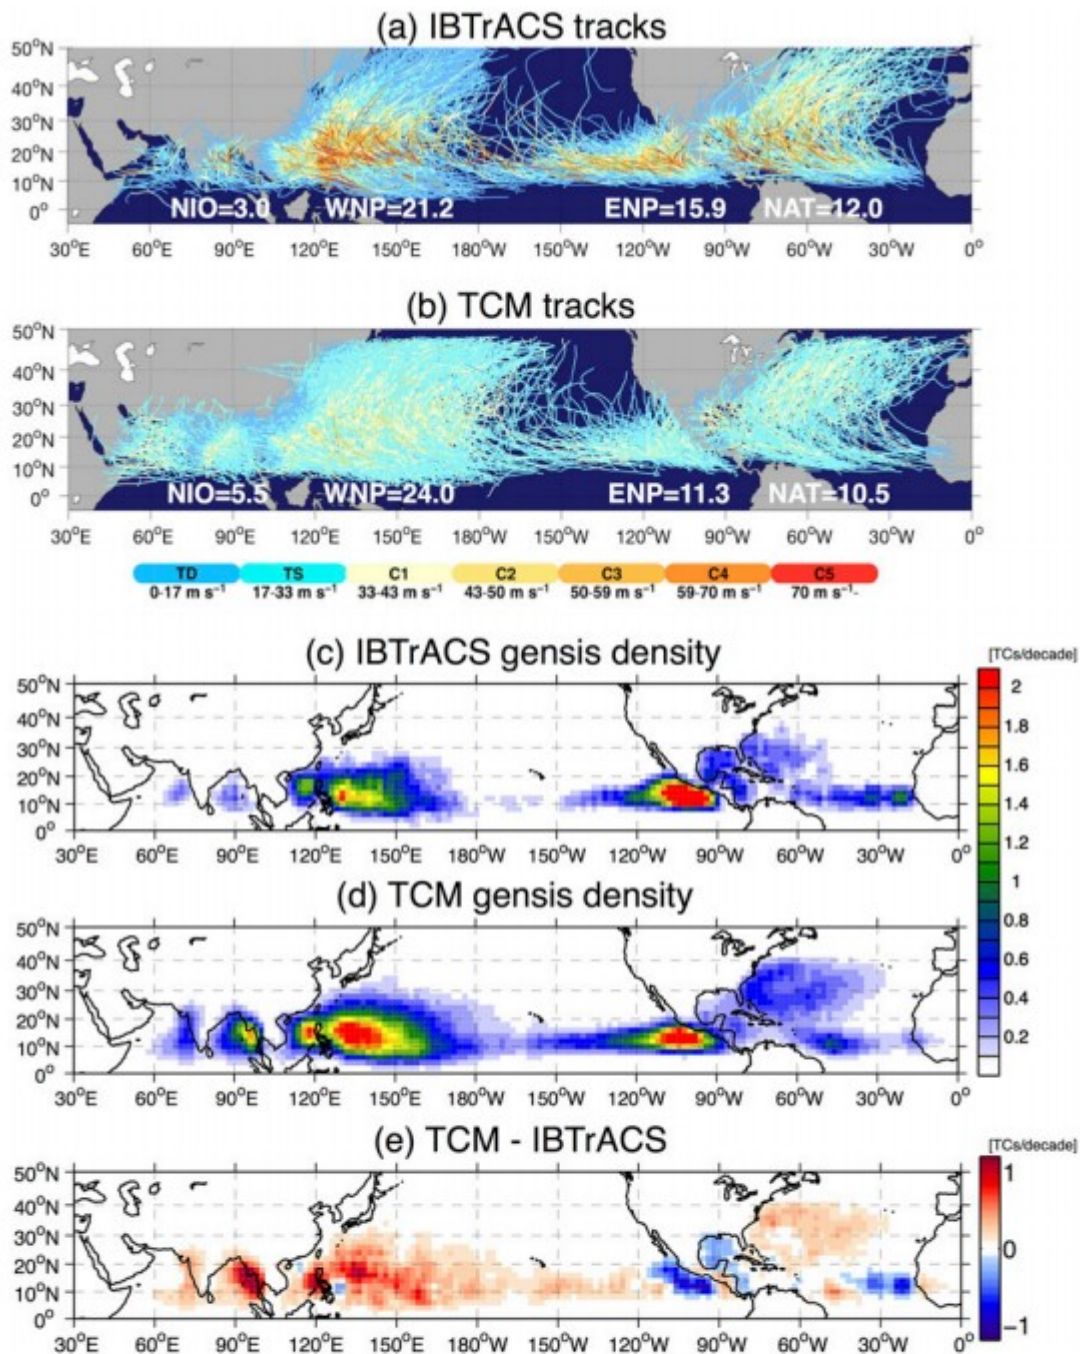 (a) IBTrACS tracks
50°N
40°N
30°N
20°N
10°N
0°
NIO=3.0 WNP=21.2 ENP=15.9 NAT=12.0
30°E 60°E 90°E 120°E 150°E 180°W 150°W 120°W 90°W 60°W 30°W 0°
(b) TCM tracks
50°N
40°N
30°N
20°N
10°N
0°
NIO=5.5 WNP=24.0 ENP=11.3 NAT=10.5
30°E 60°E 90°E 120°E 150°E 180°W 150°W 120°W 90°W 60°W 30°W 0°
TD TS C1 C2 C3 C4 C5
0-17 m s⁻¹ 17-33 m s⁻¹ 33-43 m s⁻¹ 43-50 m s⁻¹ 50-59 m s⁻¹ 59-70 m s⁻¹ 70 m s⁻¹-
(c) IBTrACS gensis density
[TCs/decade]
50°N
40°N
30°N
20°N
10°N
0°
30°E 60°E 90°E 120°E 150°E 180°W 150°W 120°W 90°W 60°W 30°W 0°
2
1.8
1.6
1.4
1.2
1
0.8
0.6
0.4
0.2
(d) TCM gensis density
50°N
40°N
30°N
20°N
10°N
0°
30°E 60°E 90°E 120°E 150°E 180°W 150°W 120°W 90°W 60°W 30°W 0°
(e) TCM - IBTrACS
[TCs/decade]
50°N
40°N
30°N
20°N
10°N
0°
30°E 60°E 90°E 120°E 150°E 180°W 150°W 120°W 90°W 60°W 30°W 0°
1
0
−1